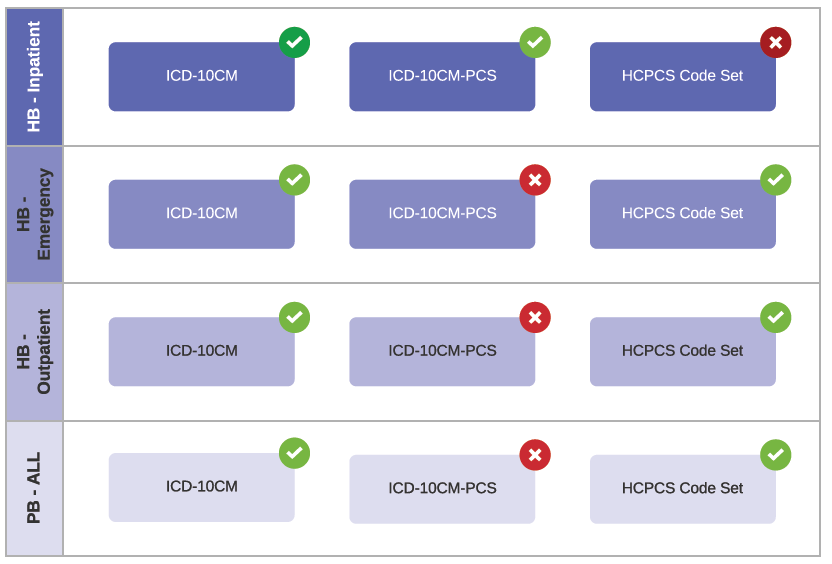 HB - Inpatient
ICD-10CM
ICD-10CM-PCS
HCPCS Code Set
HB -
Emergency
ICD-10CM
ICD-10CM-PCS
HCPCS Code Set
HB -
Outpatient
ICD-10CM
ICD-10CM-PCS
HCPCS Code Set
PB - ALL
ICD-10CM
ICD-10CM-PCS
HCPCS Code Set